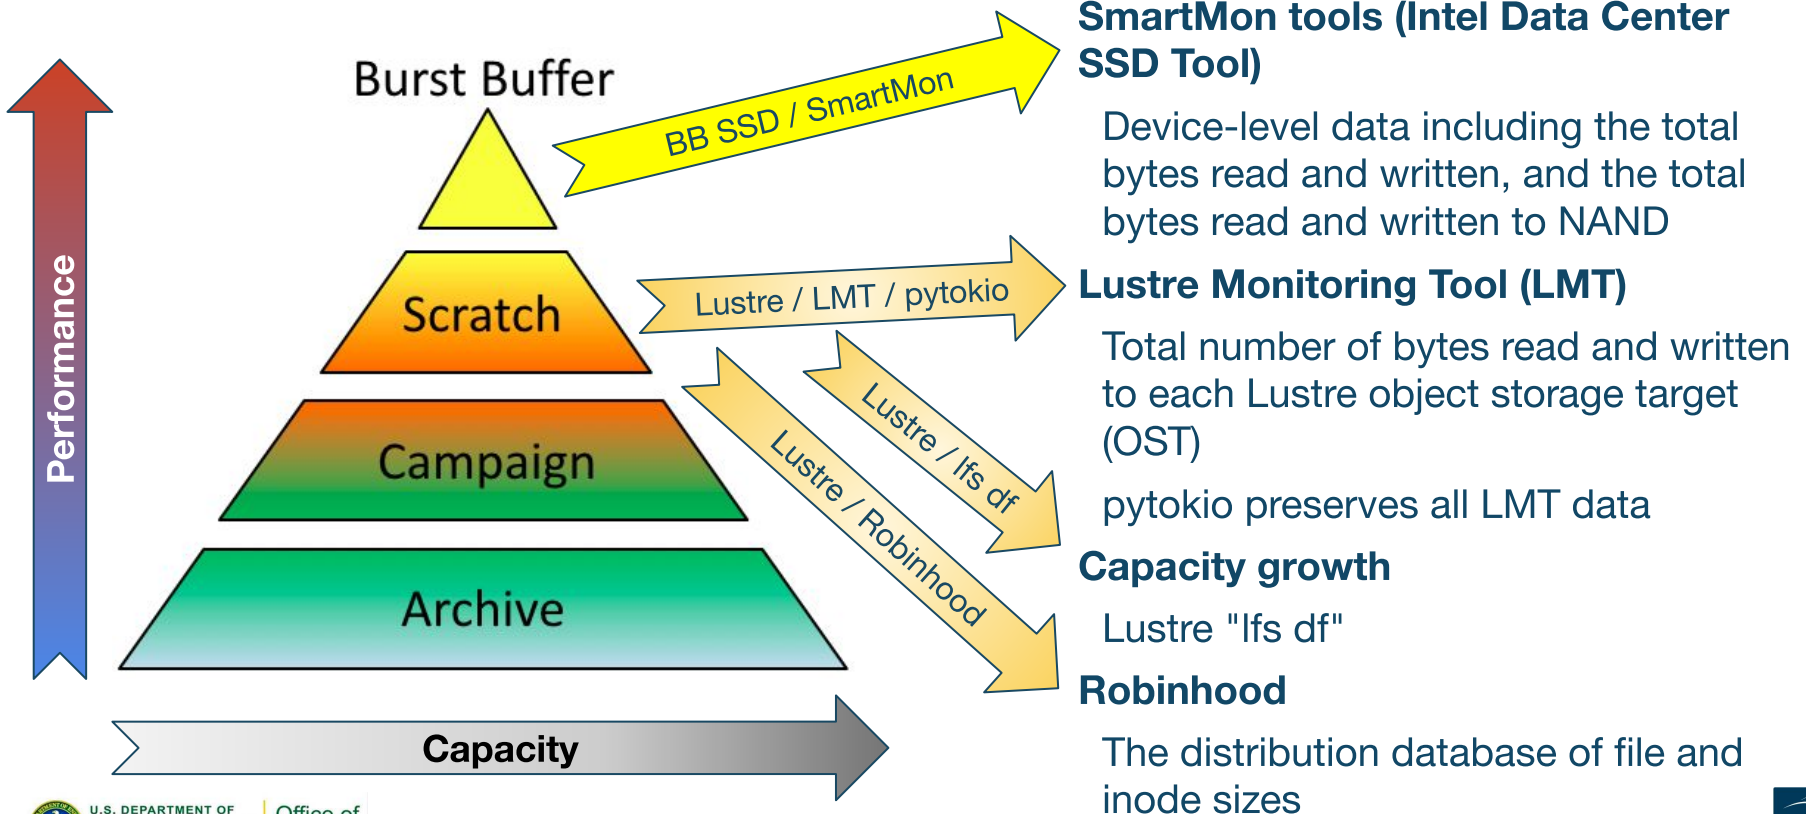 Performance
Burst Buffer
Scratch
Campaign
Archive
Capacity
BB SSD / SmartMon
Lustre / LMT / pytokio
Lustre / lfs df
Lustre / Robinhood
SmartMon tools (Intel Data Center
SSD Tool)
Device-level data including the total
bytes read and written, and the total
bytes read and written to NAND
Lustre Monitoring Tool (LMT)
Total number of bytes read and written
to each Lustre object storage target
(OST)
pytokio preserves all LMT data
Capacity growth
Lustre "lfs df"
Robinhood
The distribution database of file and
inode sizes
U.S. DEPARTMENT OF
Office of